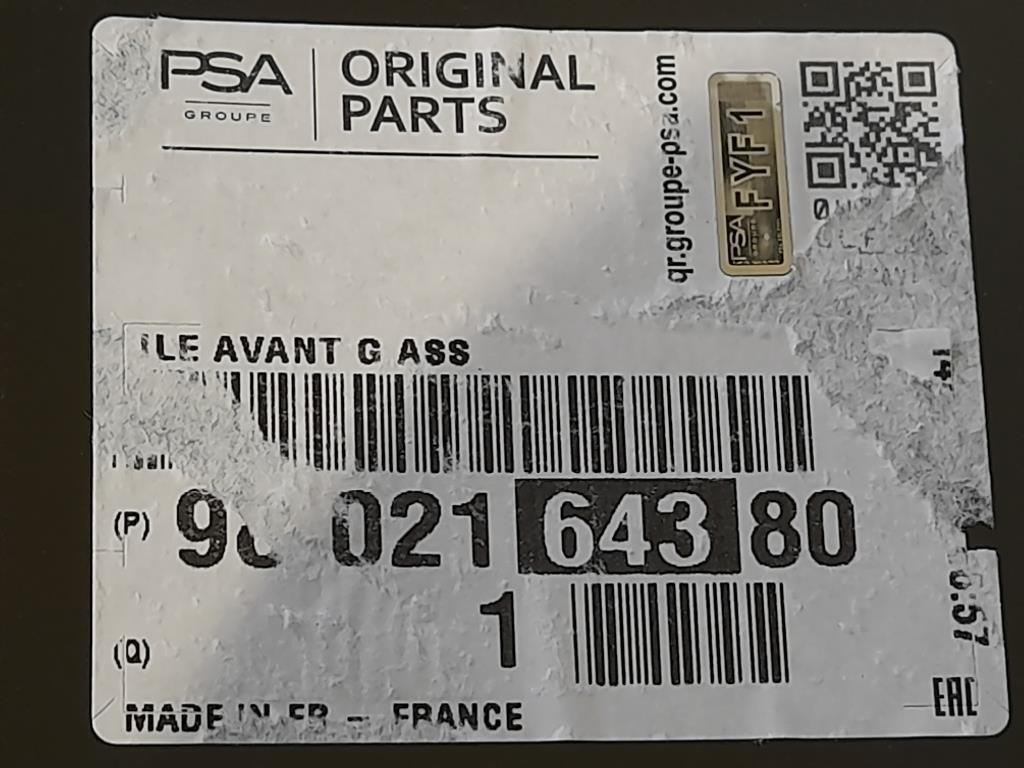 PSA
GROUPE
ORIGINAL
PARTS
qr.groupe-psa.com
FYF1
PSA
GROUPE
AVANT G ASS
(P)
021 643 80
(Q)
1
MADE IN FR - FRANCE
EAC